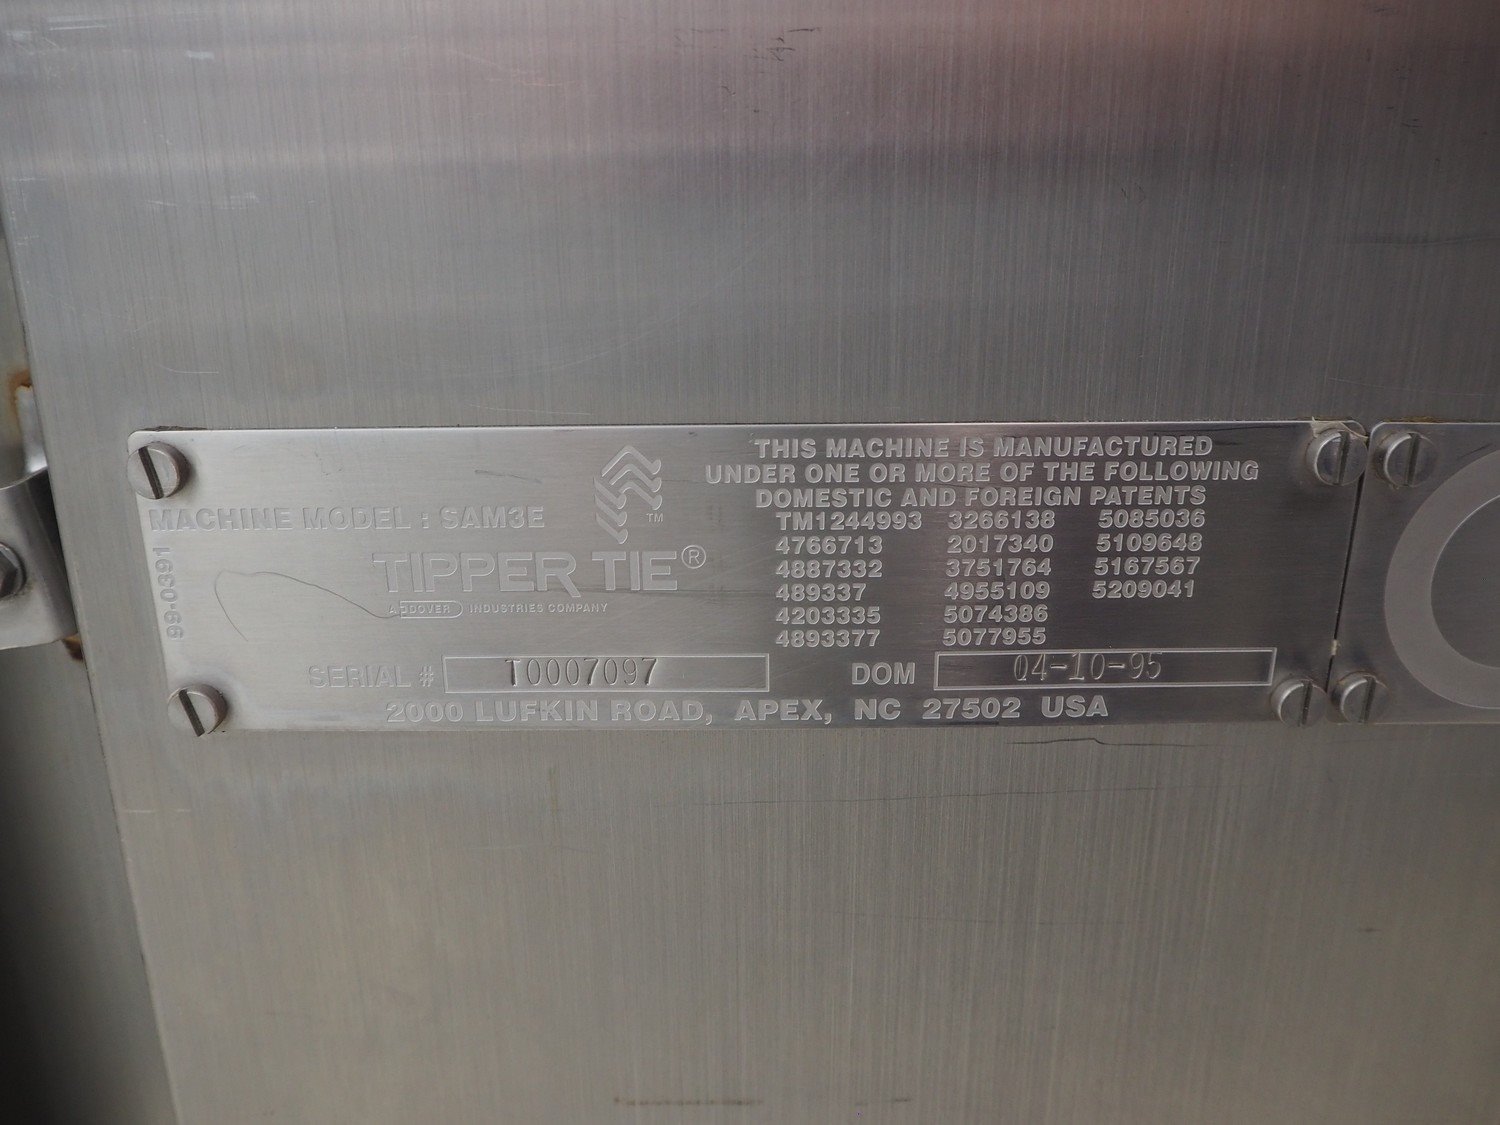 THIS MACHINE IS MANUFACTURED
UNDER ONE OR MORE OF THE FOLLOWING
DOMESTIC AND FOREIGN PATENTS
MACHINE MODEL : SAM3E
TM
TIPPER TIE®
A DOVER INDUSTRIES COMPANY
99-0391
TM1244993 3266138 5085036
4766713 2017340 5109648
4887332 3751764 5167567
489337 4955109 5209041
4203335 5074386
4893377 5077955
SERIAL # T0007097 DOM 04-10-95
2000 LUFKIN ROAD, APEX, NC 27502 USA